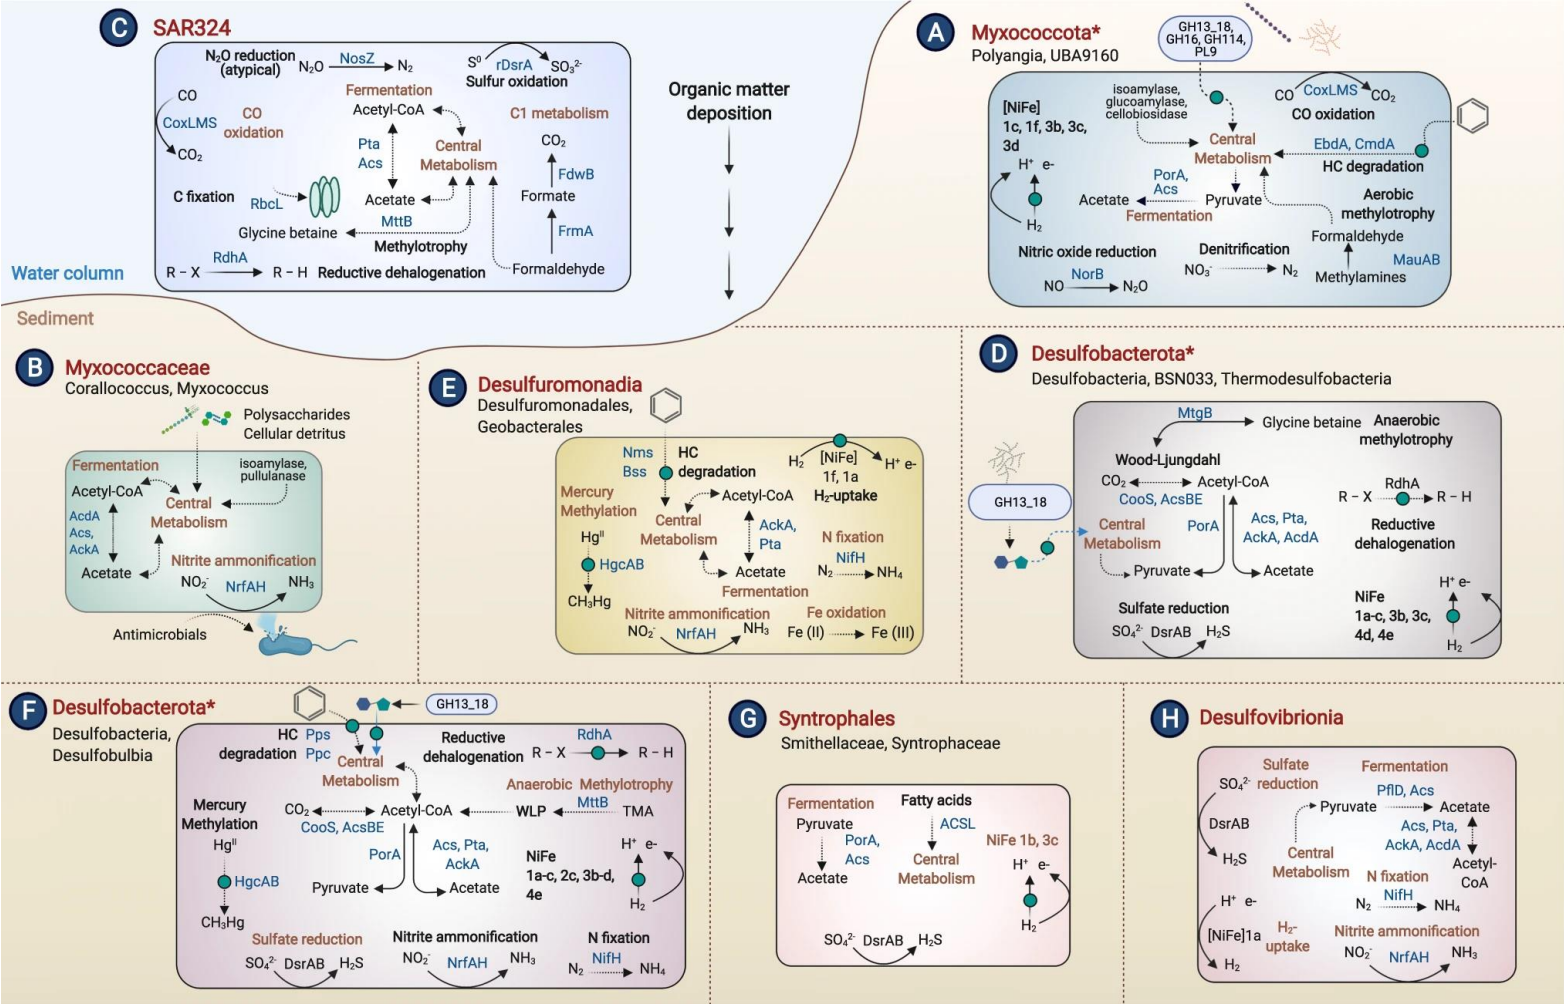 C
SAR324
N₂O reduction
(atypical)
N₂O
NosZ
N₂
S⁰
rDsrA
SO₃²⁻
Sulfur oxidation
CO
CoxLMS
CO₂
CO
oxidation
Fermentation
Acetyl-CoA
Pta
Acs
Acetate
Central
Metabolism
C1 metabolism
CO₂
FdwB
Formate
FrmA
Formaldehyde
C fixation
RbcL
Glycine betaine
MttB
Methylotrophy
R – X
RdhA
R – H
Reductive dehalogenation
Water column
Sediment
Organic matter
deposition
A
Myxococcota*
Polyangia, UBA9160
GH13_18,
GH16, GH114,
PL9
[NiFe]
1c, 1f, 3b, 3c,
3d
H⁺ e-
H₂
isoamylase,
glucoamylase,
cellobiosidase
CO
CoxLMS
CO₂
CO oxidation
Central
Metabolism
EbdA, CmdA
HC degradation
PorA,
Acs
Acetate
Pyruvate
Fermentation
Aerobic
methylotrophy
Formaldehyde
MauAB
Methylamines
Nitric oxide reduction
NorB
NO
N₂O
Denitrification
NO₃⁻
N₂
B
Myxococcaceae
Corallococcus, Myxococcus
Polysaccharides
Cellular detritus
Fermentation
Acetyl-CoA
AcdA
Acs,
AckA
Acetate
Central
Metabolism
isoamylase,
pullulanase
Nitrite ammonification
NO₂⁻
NrfAH
NH₃
Antimicrobials
E
Desulfuromonadia
Desulfuromonadales,
Geobacterales
Nms
Bss
HC
degradation
H₂
[NiFe]
1f, 1a
H⁺ e-
H₂-uptake
Mercury
Methylation
Hgᴵᴵ
HgcAB
CH₃Hg
Central
Metabolism
Acetyl-CoA
AckA,
Pta
Acetate
Fermentation
N fixation
NifH
N₂
NH₄
Nitrite ammonification
NO₂⁻
NrfAH
NH₃
Fe oxidation
Fe (II)
Fe (III)
D
Desulfobacterota*
Desulfobacteria, BSN033, Thermodesulfobacteria
GH13_18
MtgB
Glycine betaine
Anaerobic
methylotrophy
Wood-Ljungdahl
CO₂
Acetyl-CoA
CooS, AcsBE
Central
Metabolism
PorA
Acs, Pta,
AckA, AcdA
Pyruvate
Acetate
RdhA
R – X
R – H
Reductive
dehalogenation
Sulfate reduction
SO₄²⁻
DsrAB
H₂S
NiFe
1a-c, 3b, 3c,
4d, 4e
H⁺ e-
H₂
F
Desulfobacterota*
Desulfobacteria,
Desulfobulbia
GH13_18
HC
degradation
Pps
Ppc
Central
Metabolism
Reductive
dehalogenation
RdhA
R – X
R – H
Mercury
Methylation
Hgᴵᴵ
HgcAB
CH₃Hg
CO₂
Acetyl-CoA
CooS, AcsBE
WLP
Anaerobic Methylotrophy
MttB
TMA
PorA
Acs, Pta,
AckA
Pyruvate
Acetate
NiFe
1a-c, 2c, 3b-d,
4e
H⁺ e-
H₂
Sulfate reduction
SO₄²⁻
DsrAB
H₂S
Nitrite ammonification
NO₂⁻
NrfAH
NH₃
N fixation
NifH
N₂
NH₄
G
Syntrophales
Smithellaceae, Syntrophaceae
Fermentation
Pyruvate
PorA,
Acs
Acetate
Fatty acids
ACSL
Central
Metabolism
NiFe 1b, 3c
H⁺ e-
H₂
SO₄²⁻
DsrAB
H₂S
H
Desulfovibrionia
Sulfate
reduction
SO₄²⁻
DsrAB
H₂S
Fermentation
PflD, Acs
Pyruvate
Acetate
Acs, Pta,
AckA, AcdA
Acetyl-
CoA
Central
Metabolism
N fixation
NifH
N₂
NH₄
H⁺ e-
[NiFe]1a
H₂
H₂-
uptake
Nitrite ammonification
NO₂⁻
NrfAH
NH₃